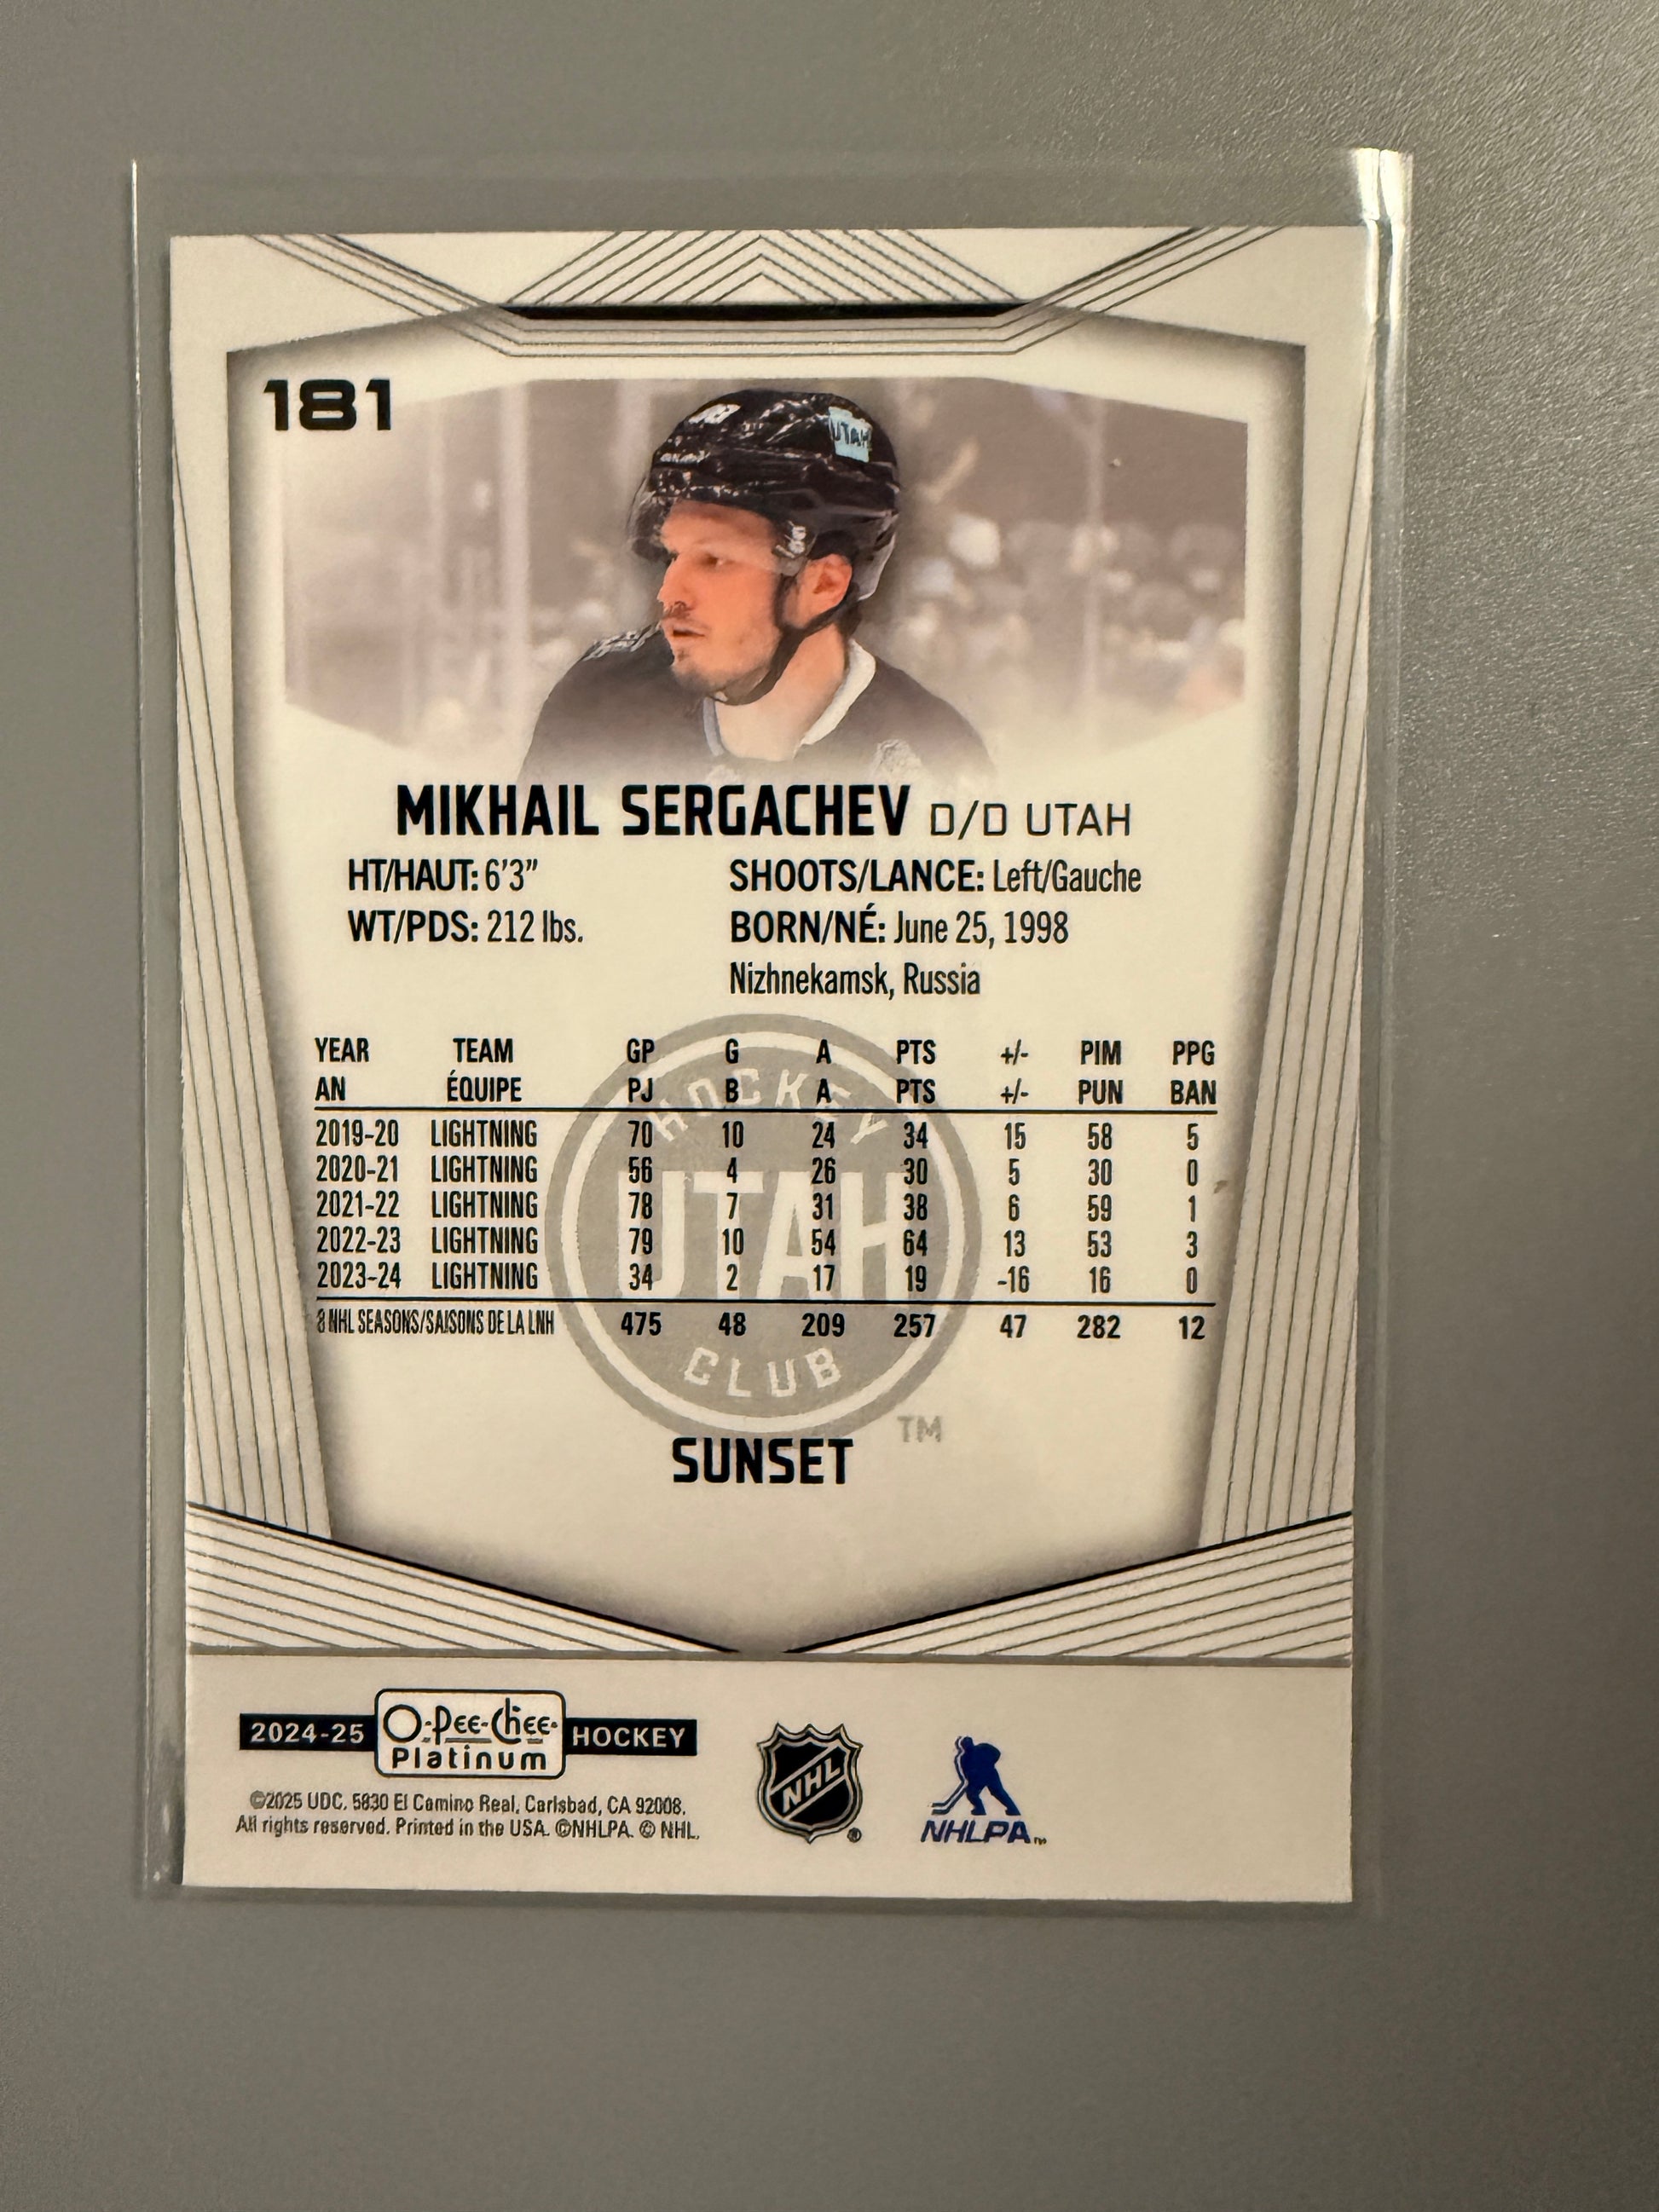 181
UTAH
MIKHAIL SERGACHEV D/D UTAH
HT/HAUT: 6'3" SHOOTS/LANCE: Left/Gauche
WT/PDS: 212 lbs. BORN/NÉ: June 25, 1998
Nizhnekamsk, Russia
YEAR TEAM GP G A PTS +/- PIM PPG
AN ÉQUIPE PJ B A PTS +/- PUN BAN
2019-20 LIGHTNING 70 10 24 34 15 58 5
2020-21 LIGHTNING 56 4 26 30 5 30 0
2021-22 LIGHTNING 78 7 31 38 6 59 1
2022-23 LIGHTNING 79 10 54 64 13 53 3
2023-24 LIGHTNING 34 2 17 19 -16 16 0
8 NHL SEASONS/SAISONS DE LA LNH 475 48 209 257 47 282 12
HOCKEY
UTAH
CLUB
TM
SUNSET
2024-25 O-Pee-Chee Platinum HOCKEY
©2025 UDC. 5830 El Camino Real, Carlsbad, CA 92008.
All rights reserved. Printed in the USA. ©NHLPA. © NHL.
NHL ®
NHLPA TM